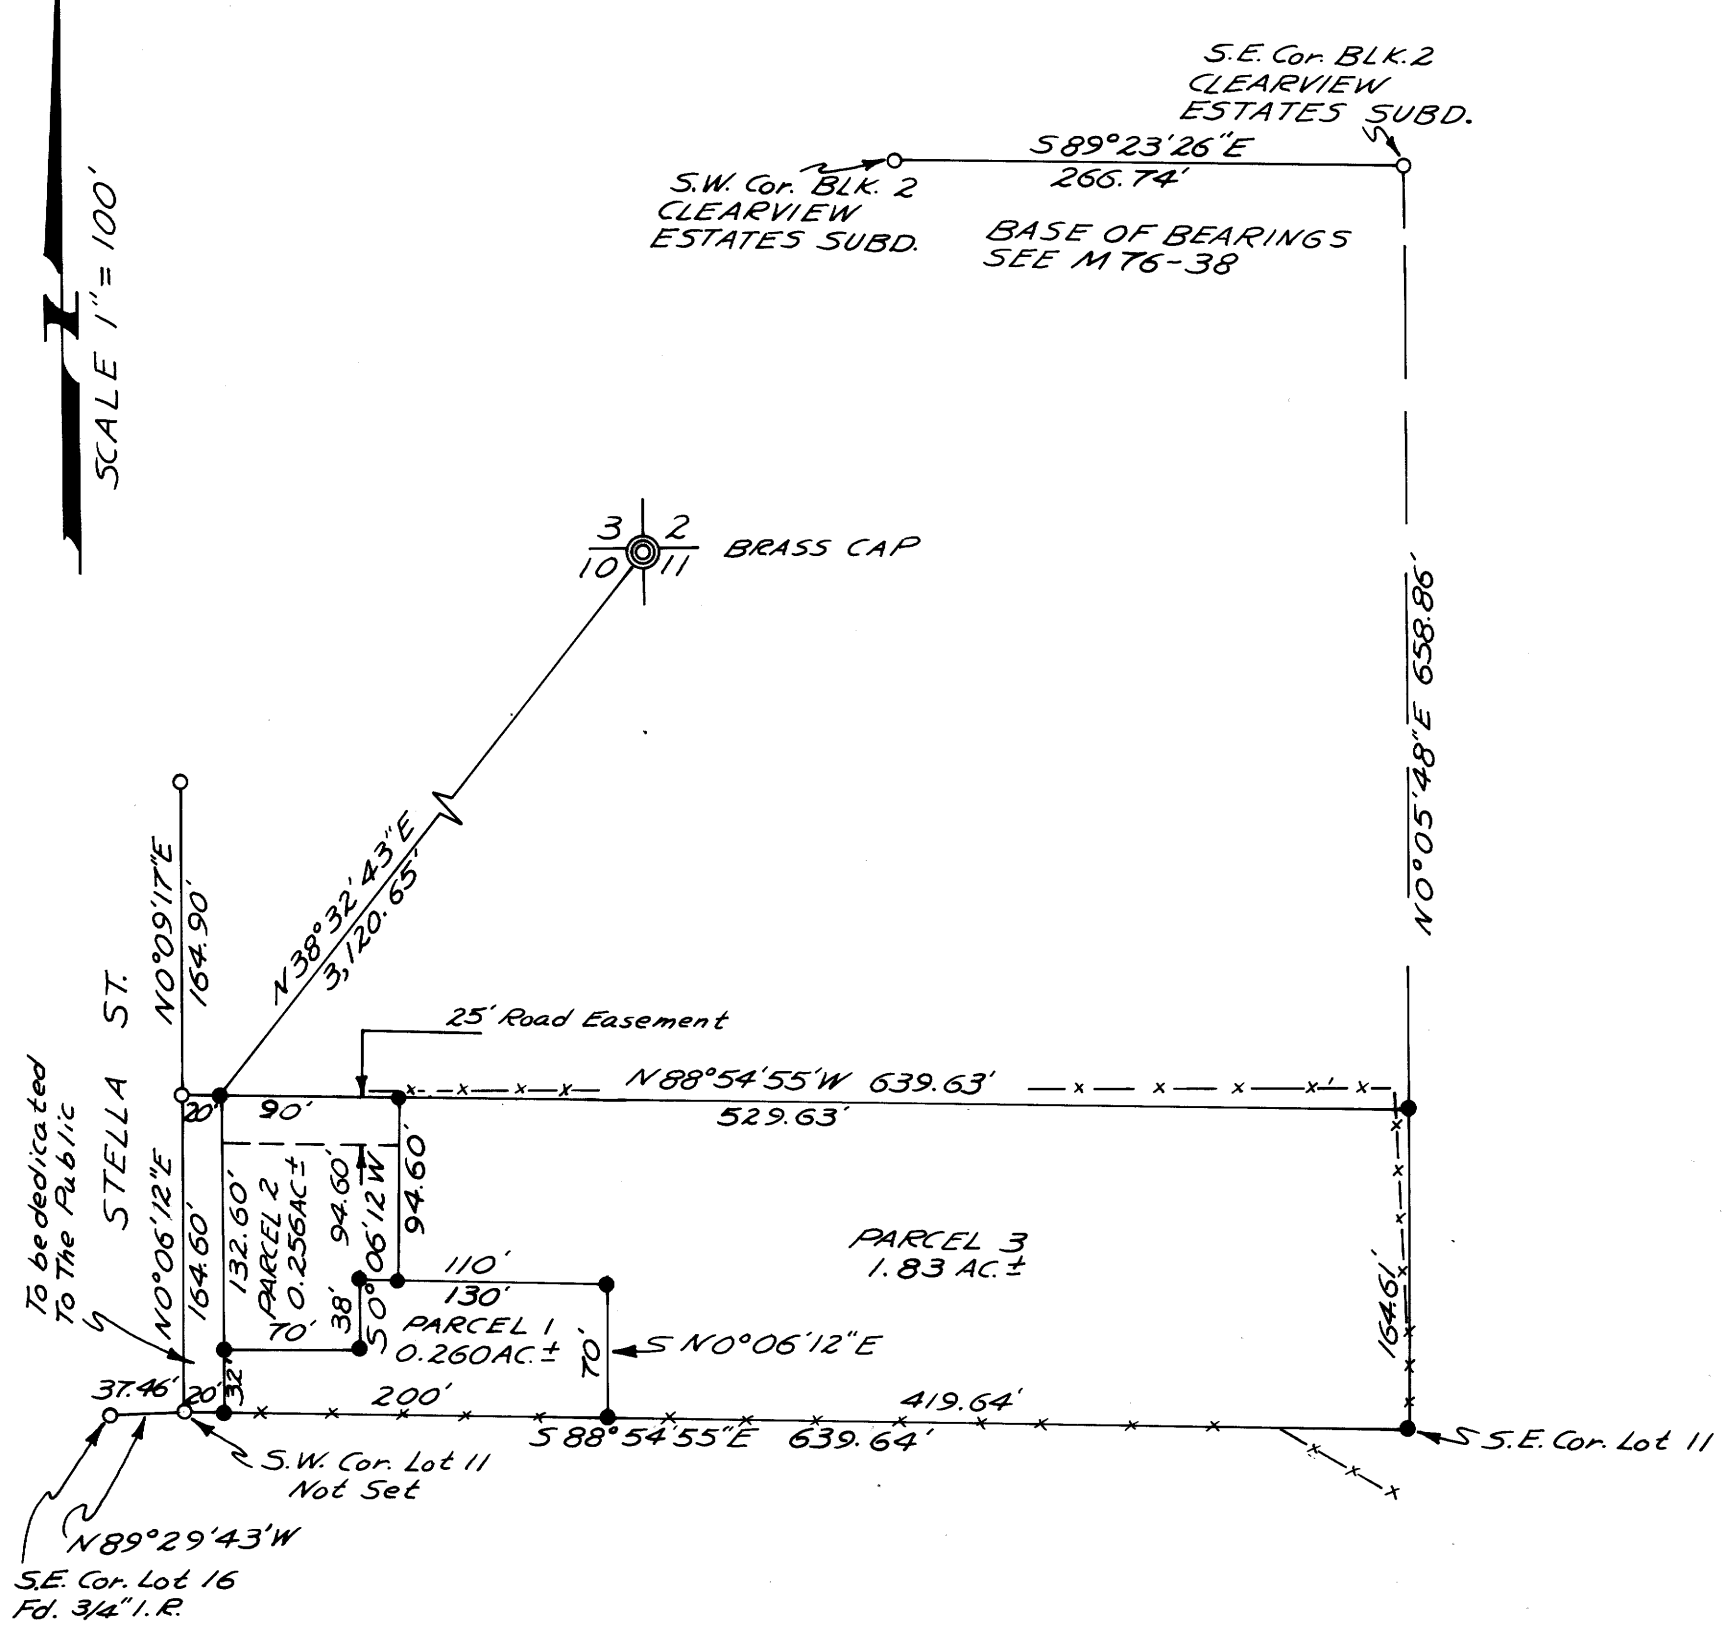 S.E. Cor. BLK. 2
CLEARVIEW
ESTATES SUBD.
S 89°23'26"E
266.74'
S.W. Cor. BLK. 2
CLEARVIEW
ESTATES SUBD.
BASE OF BEARINGS
SEE M 76-38
SCALE 1"= 100'
3 2
10 11
BRASS CAP
N0°05'48"E 658.86'
N38°32'43"E
3,120.65'
N0°09'17"E
164.90'
STELLA ST.
25' Road Easement
N88°54'55"W 639.63'
529.63'
20'
90'
To be dedicated
To The Public
N0°06'12"E
164.60'
132.60'
PARCEL 2
0.256AC±
94.60'
38'
S0°06'12"W
94.60'
70'
110'
130'
PARCEL 1
0.260AC.±
70'
S N0°06'12"E
PARCEL 3
1.83 AC.±
164.61'
37.46'
20'
32'
200'
419.64'
S88°54'55"E 639.64'
S.E. Cor. Lot 11
S.W. Cor. Lot 11
Not Set
N89°29'43'W
S.E. Cor. Lot 16
Fd. 3/4" I.R.